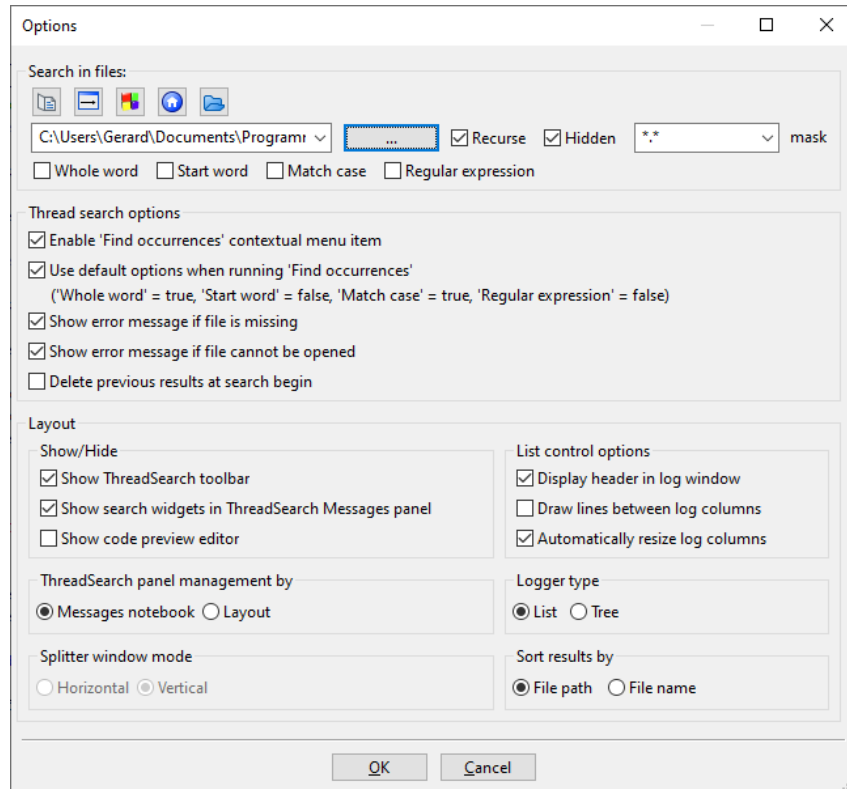 Options
Search in files:
C:\Users\Gerard\Documents\Programr ... Recurse Hidden *.* mask
Whole word Start word Match case Regular expression
Thread search options
Enable 'Find occurrences' contextual menu item
Use default options when running 'Find occurrences'
('Whole word' = true, 'Start word' = false, 'Match case' = true, 'Regular expression' = false)
Show error message if file is missing
Show error message if file cannot be opened
Delete previous results at search begin
Layout
Show/Hide
Show ThreadSearch toolbar
Show search widgets in ThreadSearch Messages panel
Show code preview editor
List control options
Display header in log window
Draw lines between log columns
Automatically resize log columns
ThreadSearch panel management by
Messages notebook Layout
Logger type
List Tree
Splitter window mode
Horizontal Vertical
Sort results by
File path File name
OK Cancel